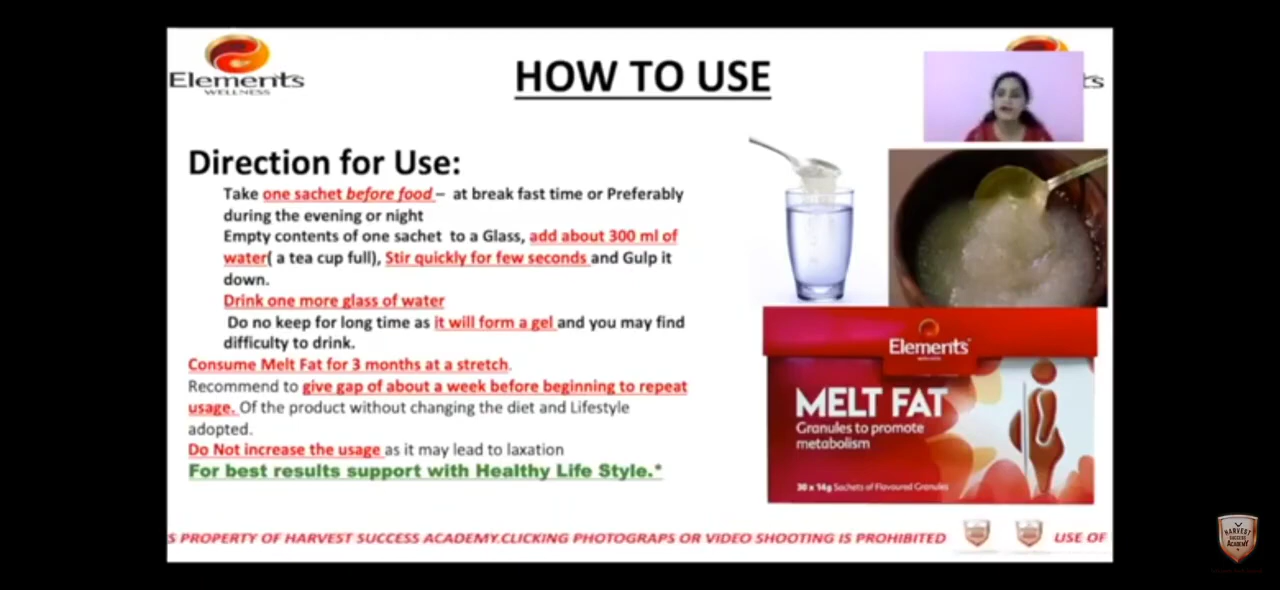 Elements
WELLNESS
HOW TO USE
ts
Direction for Use:
Take one sachet before food – at break fast time or Preferably
during the evening or night
Empty contents of one sachet to a Glass, add about 300 ml of
water( a tea cup full), Stir quickly for few seconds and Gulp it
down.
Drink one more glass of water
Do no keep for long time as it will form a gel and you may find
difficulty to drink.
Consume Melt Fat for 3 months at a stretch.
Recommend to give gap of about a week before beginning to repeat
usage. Of the product without changing the diet and Lifestyle
adopted.
Do Not increase the usage as it may lead to laxation
For best results support with Healthy Life Style.*
Elements
WELLNESS
MELT FAT
Granules to promote
metabolism
30 x 14g Sachets of Flavoured Granules
S PROPERTY OF HARVEST SUCCESS ACADEMY.CLICKING PHOTOGRAPS OR VIDEO SHOOTING IS PROHIBITED USE OF
HARVEST
SUCCESS
ACADEMY